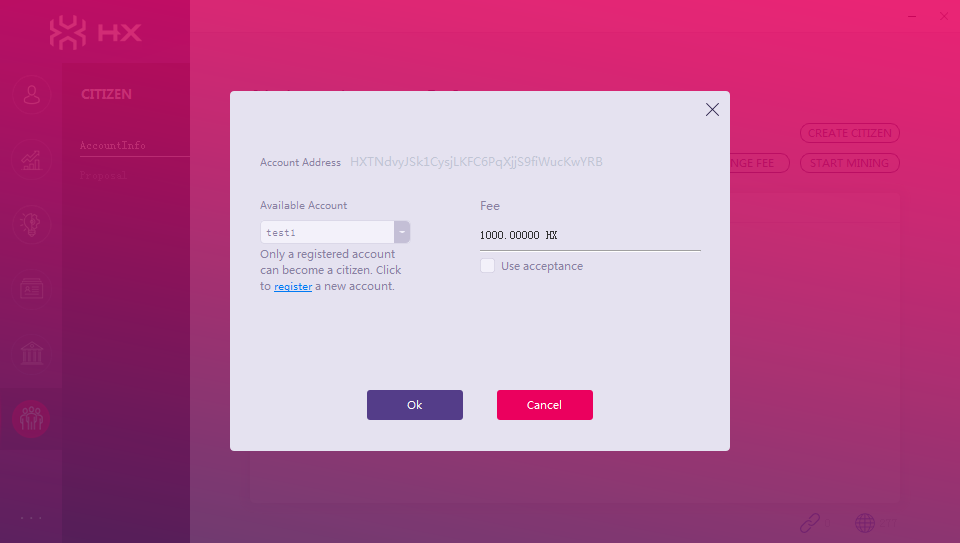 HX
CITIZEN
AccountInfo
Proposal
CREATE CITIZEN
NGE FEE
START MINING
Account Address HXTNdvyJSk1CysjLKFC6PqXjjS9fiWucKwYRB
Available Account
test1
Only a registered account
can become a citizen. Click
to register a new account.
Fee
1000.00000 HX
Use acceptance
Ok
Cancel